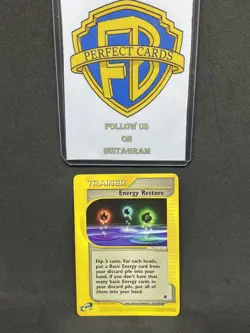 PERFECT CARDS
FOLLOW US
ON
INSTAGRAM
TRAINER
Energy Restore
Flip 3 coins. For each heads,
put a Basic Energy card from
your discard pile into your
hand. If you don't have that
many basic Energy cards in
your discard pile, put all of
them into your hand.